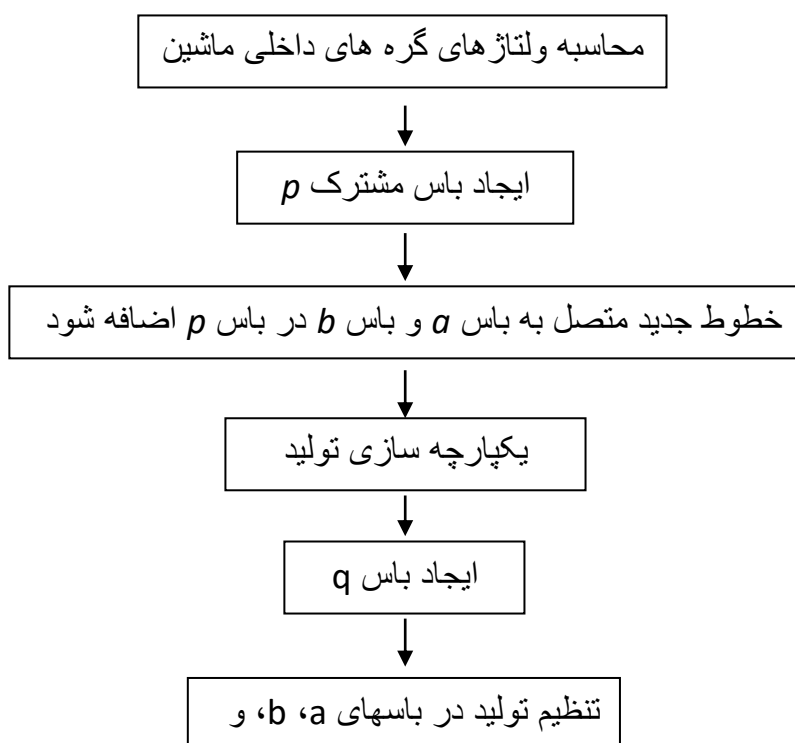 محاسبه ولتاژهای گره های داخلی ماشین
ایجاد باس مشترک p
خطوط جدید متصل به باس a و باس b در باس p اضافه شود
یکپارچه سازی تولید
ایجاد باس q
تنظیم تولید در باسهای a، b، و